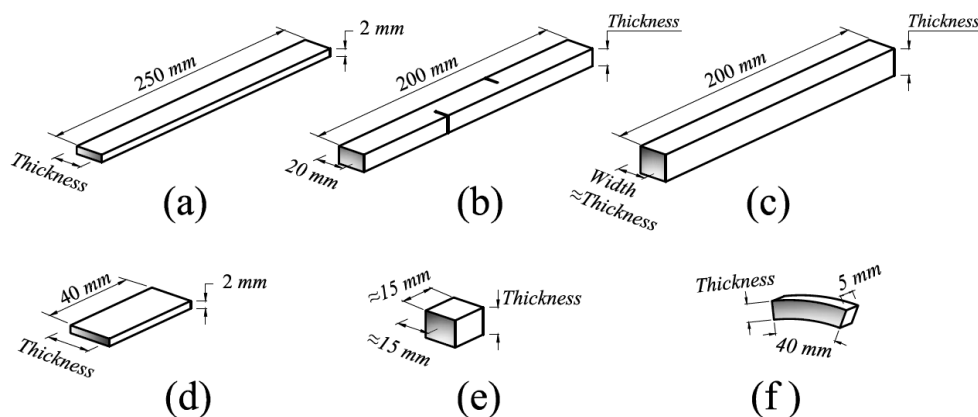 250 mm
2 mm
Thickness
(a)
200 mm
Thickness
20 mm
(b)
200 mm
Thickness
Width
≈Thickness
(c)
40 mm
2 mm
Thickness
(d)
≈15 mm
Thickness
≈15 mm
(e)
Thickness
5 mm
40 mm
(f)